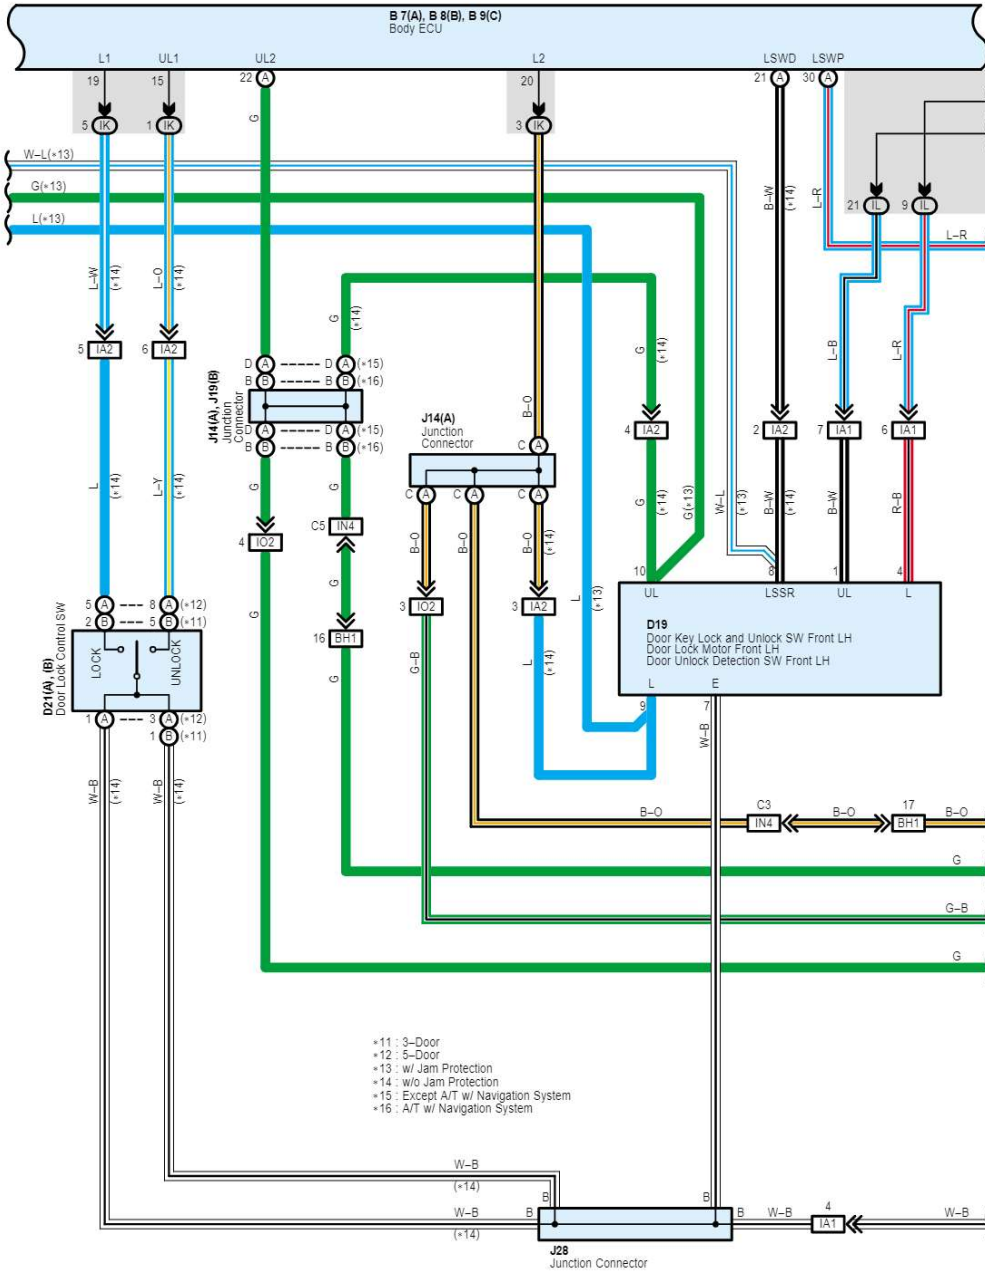 B 7(A), B 8(B), B 9(C)
Body ECU
L1 UL1 UL2 L2 LSWD LSWP
19 15 22 A 20 21 A 30 A
5 IK 1 IK 3 IK
G
W–L(*13)
G(*13)
L(*13)
B–W (*14)
L–R
21 IL 9 IL
L–R
L–W (*14)
L–O (*14)
G (*14)
G (*14)
L–B
L–R
5 IA2 6 IA2
D A D A (*15)
B B B B (*16)
J14(A), J19(B)
Junction
Connector
D A D A (*15)
B B B B (*16)
B–O
J14(A)
Junction
Connector
C A
4 IA2 2 IA2 7 IA1 6 IA1
C A C A C A
L (*14)
L–Y (*14)
G
G
B–O
B–O
B–O (*14)
G (*14)
G(*13)
W–L (*13)
B–W (*14)
B–W
R–B
C5 IN4
4 IO2
G
G
L (*13)
10 8 1 4
UL LSSR UL L
5 A 8 A (*12)
2 B 5 B (*11)
3 IO2 3 IA2
16 BH1
D21(A), (B)
Door Lock Control SW
LOCK
UNLOCK
G
G–B
L (*14)
D19
Door Key Lock and Unlock SW Front LH
Door Lock Motor Front LH
Door Unlock Detection SW Front LH
L E
9 7
1 A 3 A (*12)
1 B (*11)
W–B
W–B (*14)
W–B (*14)
C3 17
B–O IN4 B–O BH1 B–O
G
G–B
G
*11 : 3–Door
*12 : 5–Door
*13 : w/ Jam Protection
*14 : w/o Jam Protection
*15 : Except A/T w/ Navigation System
*16 : A/T w/ Navigation System
W–B
(*14)
B B
W–B B B W–B 4 W–B
(*14) IA1
J28
Junction Connector